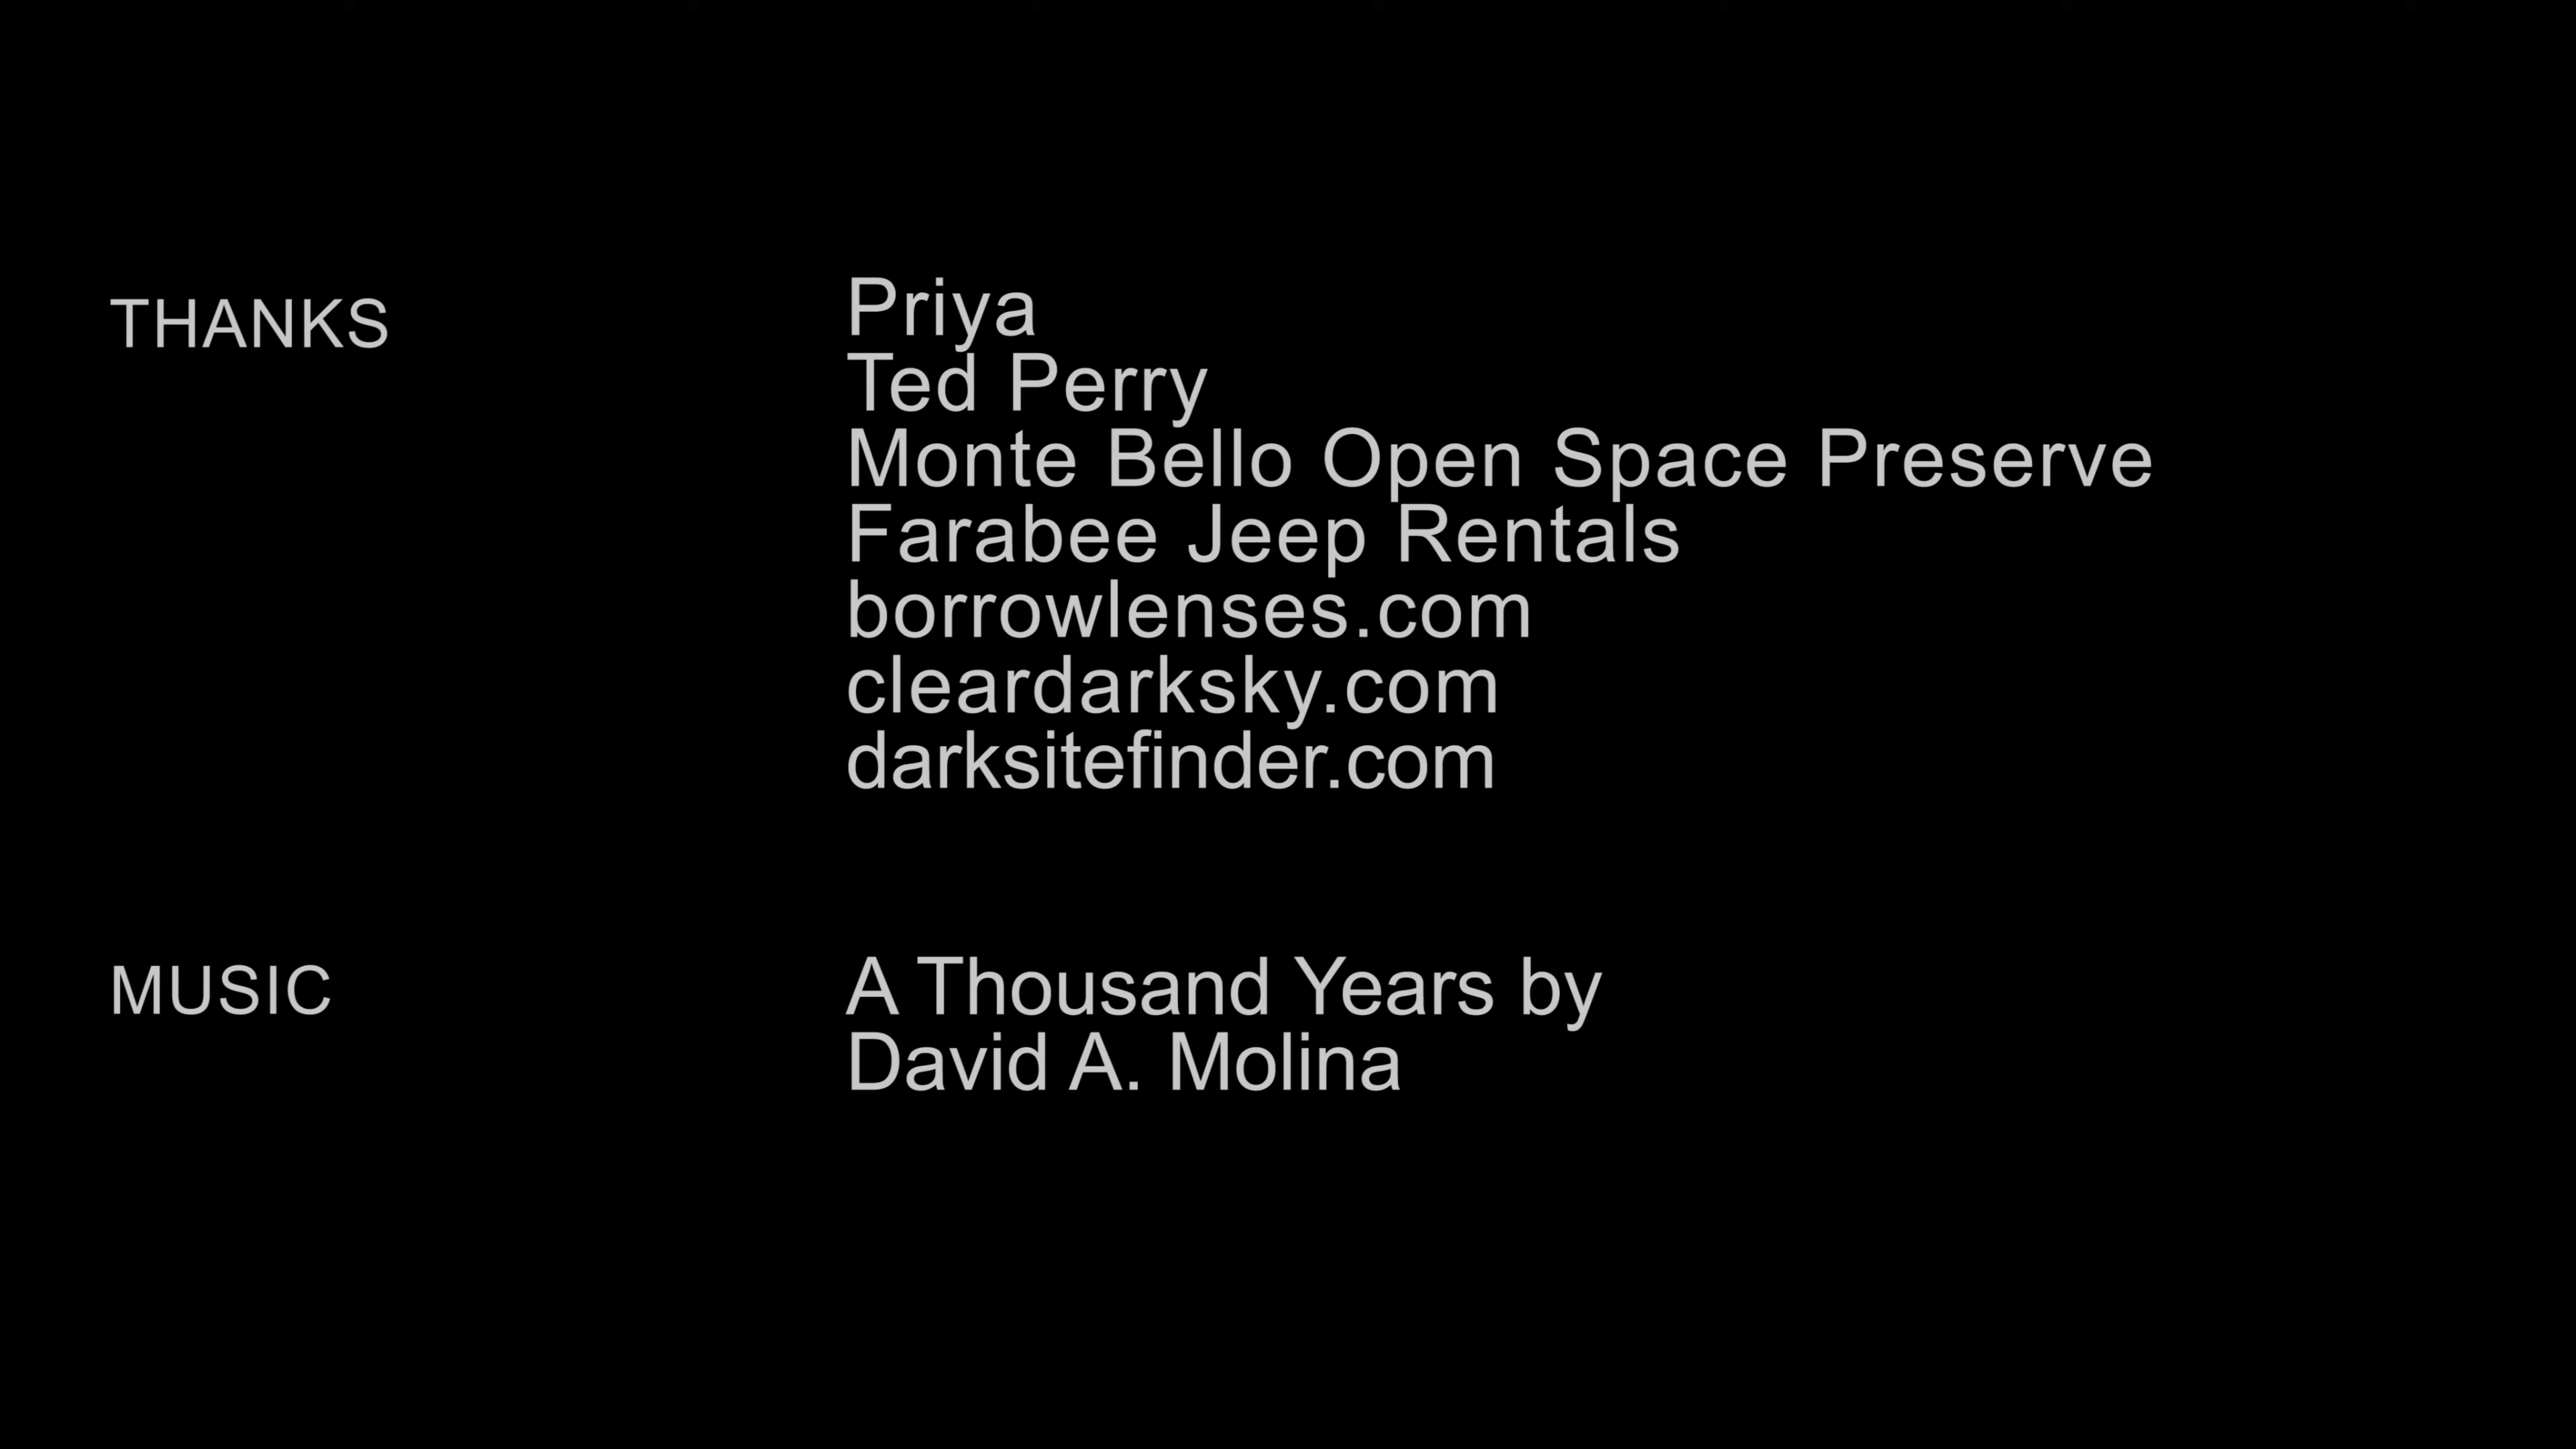 THANKS
Priya
Ted Perry
Monte Bello Open Space Preserve
Farabee Jeep Rentals
borrowlenses.com
cleardarksky.com
darksitefinder.com
MUSIC
A Thousand Years by
David A. Molina